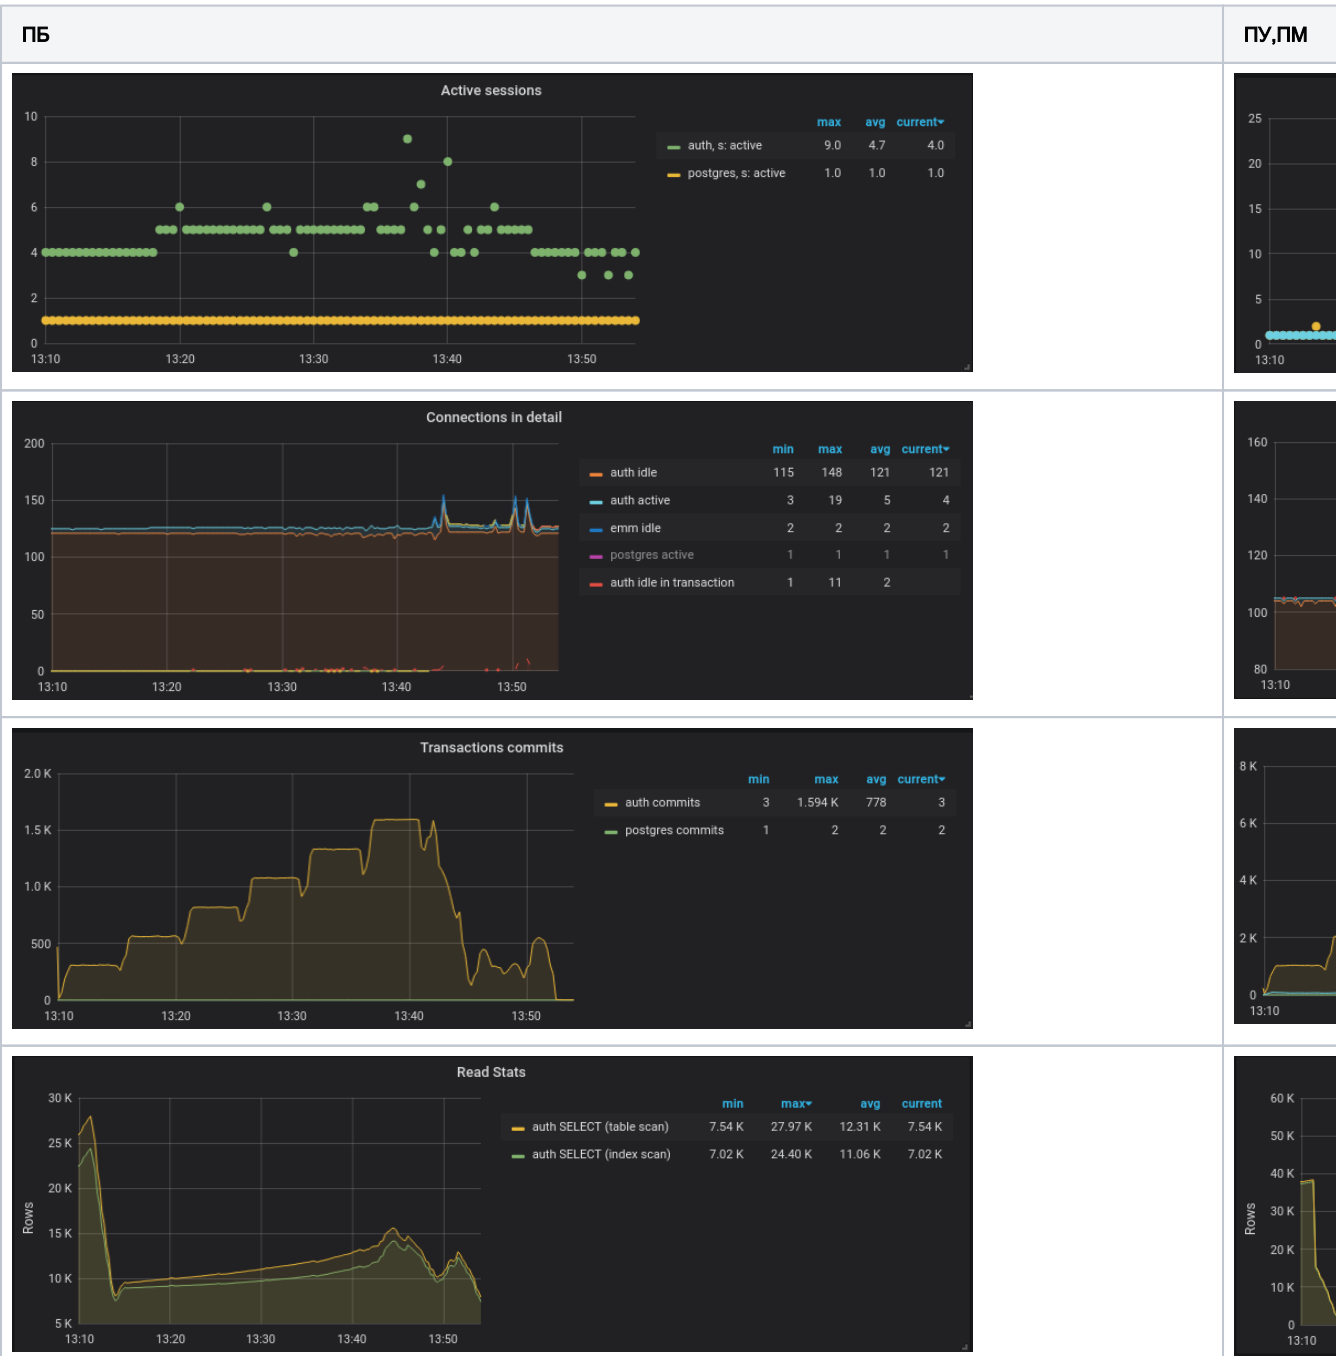 ПБ
ПУ,ПМ
Active sessions
10
8
6
4
2
0
13:10
13:20
13:30
13:40
13:50
max avg current
auth, s: active 9.0 4.7 4.0
postgres, s: active 1.0 1.0 1.0
25
20
15
10
5
0
13:10
Connections in detail
200
150
100
50
0
13:10
13:20
13:30
13:40
13:50
min max avg current
auth idle 115 148 121 121
auth active 3 19 5 4
emm idle 2 2 2 2
postgres active 1 1 1 1
auth idle in transaction 1 11 2
160
140
120
100
80
13:10
Transactions commits
2.0 K
1.5 K
1.0 K
500
0
13:10
13:20
13:30
13:40
13:50
min max avg current
auth commits 3 1.594 K 778 3
postgres commits 1 2 2 2
8 K
6 K
4 K
2 K
0
13:10
Read Stats
30 K
25 K
20 K
15 K
10 K
5 K
Rows
13:10
13:20
13:30
13:40
13:50
min max avg current
auth SELECT (table scan) 7.54 K 27.97 K 12.31 K 7.54 K
auth SELECT (index scan) 7.02 K 24.40 K 11.06 K 7.02 K
60 K
50 K
40 K
30 K
20 K
10 K
0
Rows
13:10